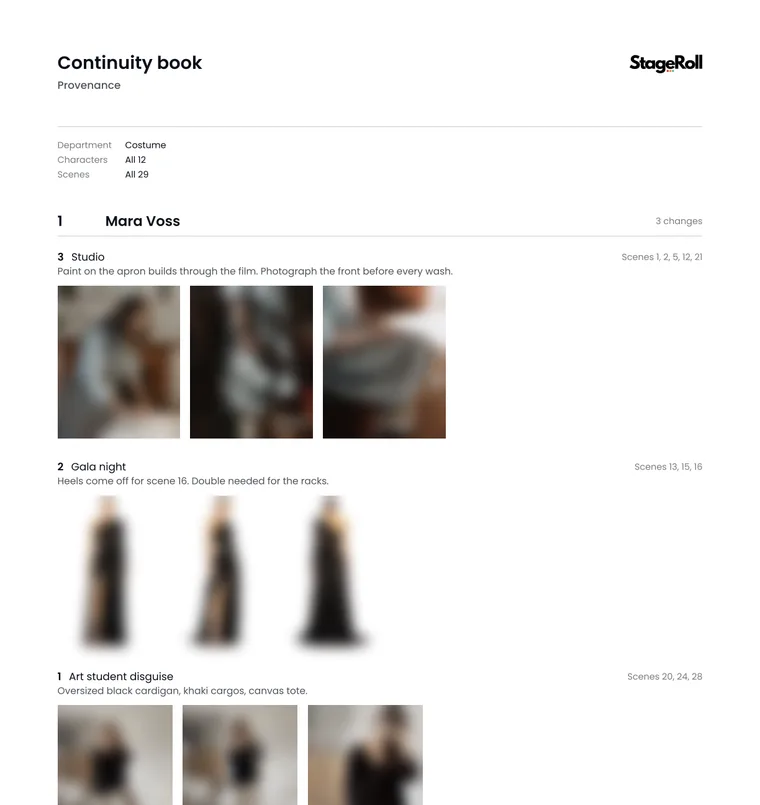 Continuity book
StageRoll
Provenance
Department Costume
Characters All 12
Scenes All 29
1 Mara Voss 3 changes
3 Studio Scenes 1, 2, 5, 12, 21
Paint on the apron builds through the film. Photograph the front before every wash.
2 Gala night Scenes 13, 15, 16
Heels come off for scene 16. Double needed for the racks.
1 Art student disguise Scenes 20, 24, 28
Oversized black cardigan, khaki cargos, canvas tote.